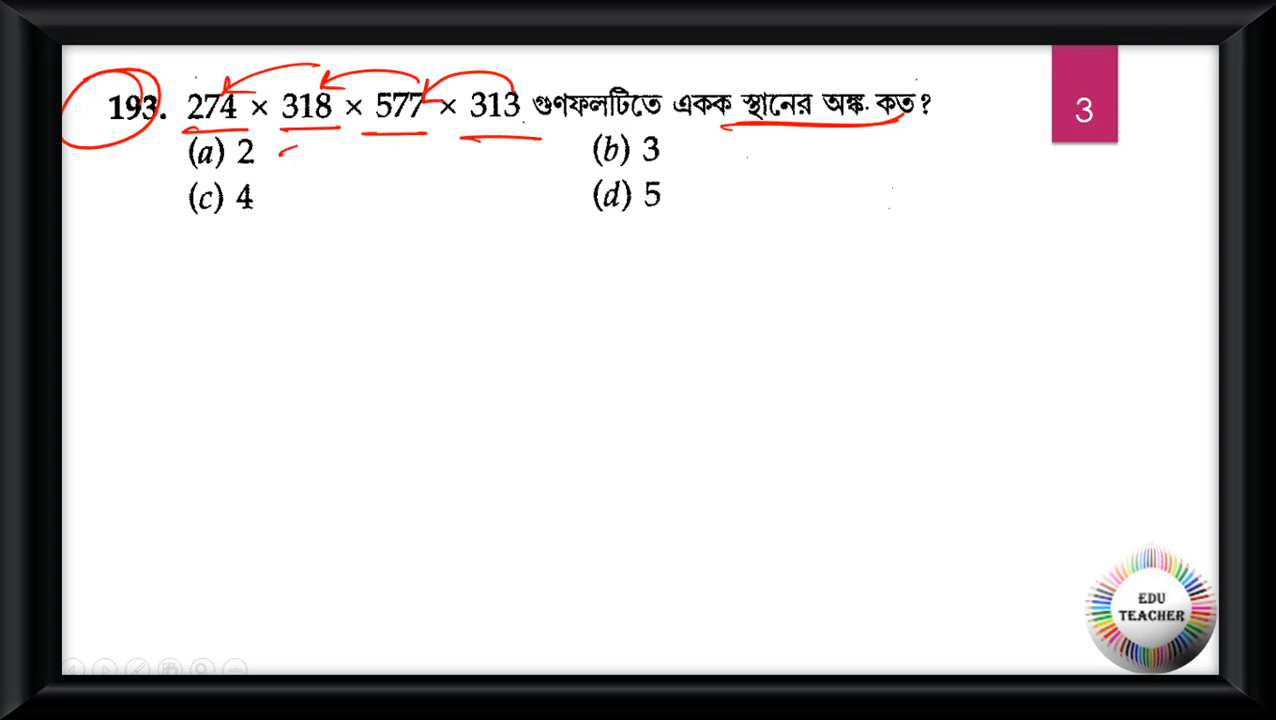 193. 274 × 318 × 577 × 313 গুণফলটিতে একক স্থানের অঙ্ক কত?
(a) 2 (b) 3
(c) 4 (d) 5
3
EDU
TEACHER